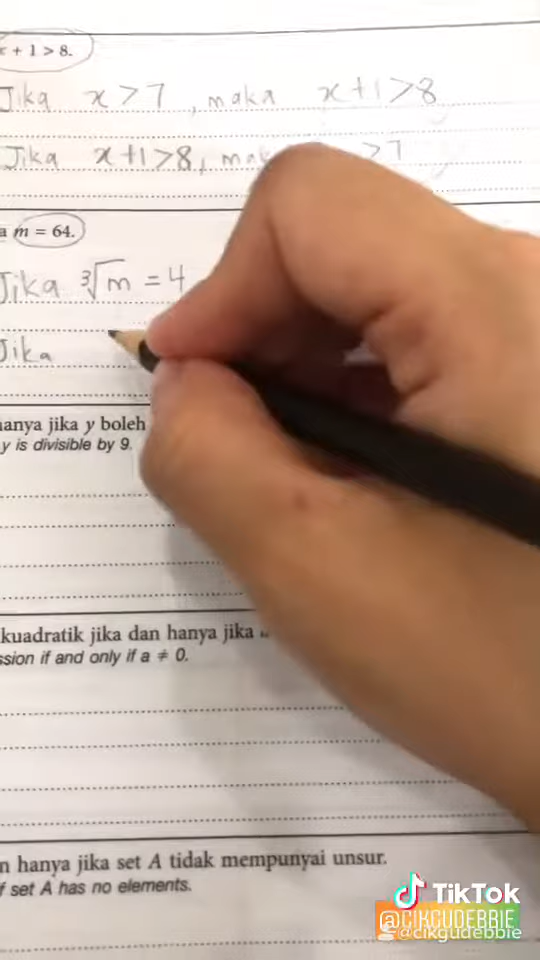 x + 1 > 8.
Jika x > 7 , maka x + 1 > 8
Jika x + 1 > 8, mak > 7
a m = 64.
Jika ∛m = 4
Jika
hanya jika y boleh
y is divisible by 9.
kuadratik jika dan hanya jika
ssion if and only if a ≠ 0.
n hanya jika set A tidak mempunyai unsur.
f set A has no elements.
TikTok
@CIKGUDEBBIE
@cikgudebbie